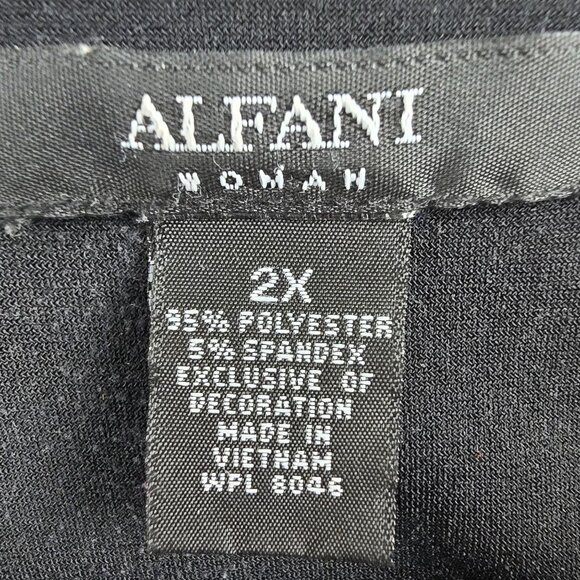 ALFANI
WOMAN
2X
95% POLYESTER
5% SPANDEX
EXCLUSIVE OF
DECORATION
MADE IN
VIETNAM
WPL 8046